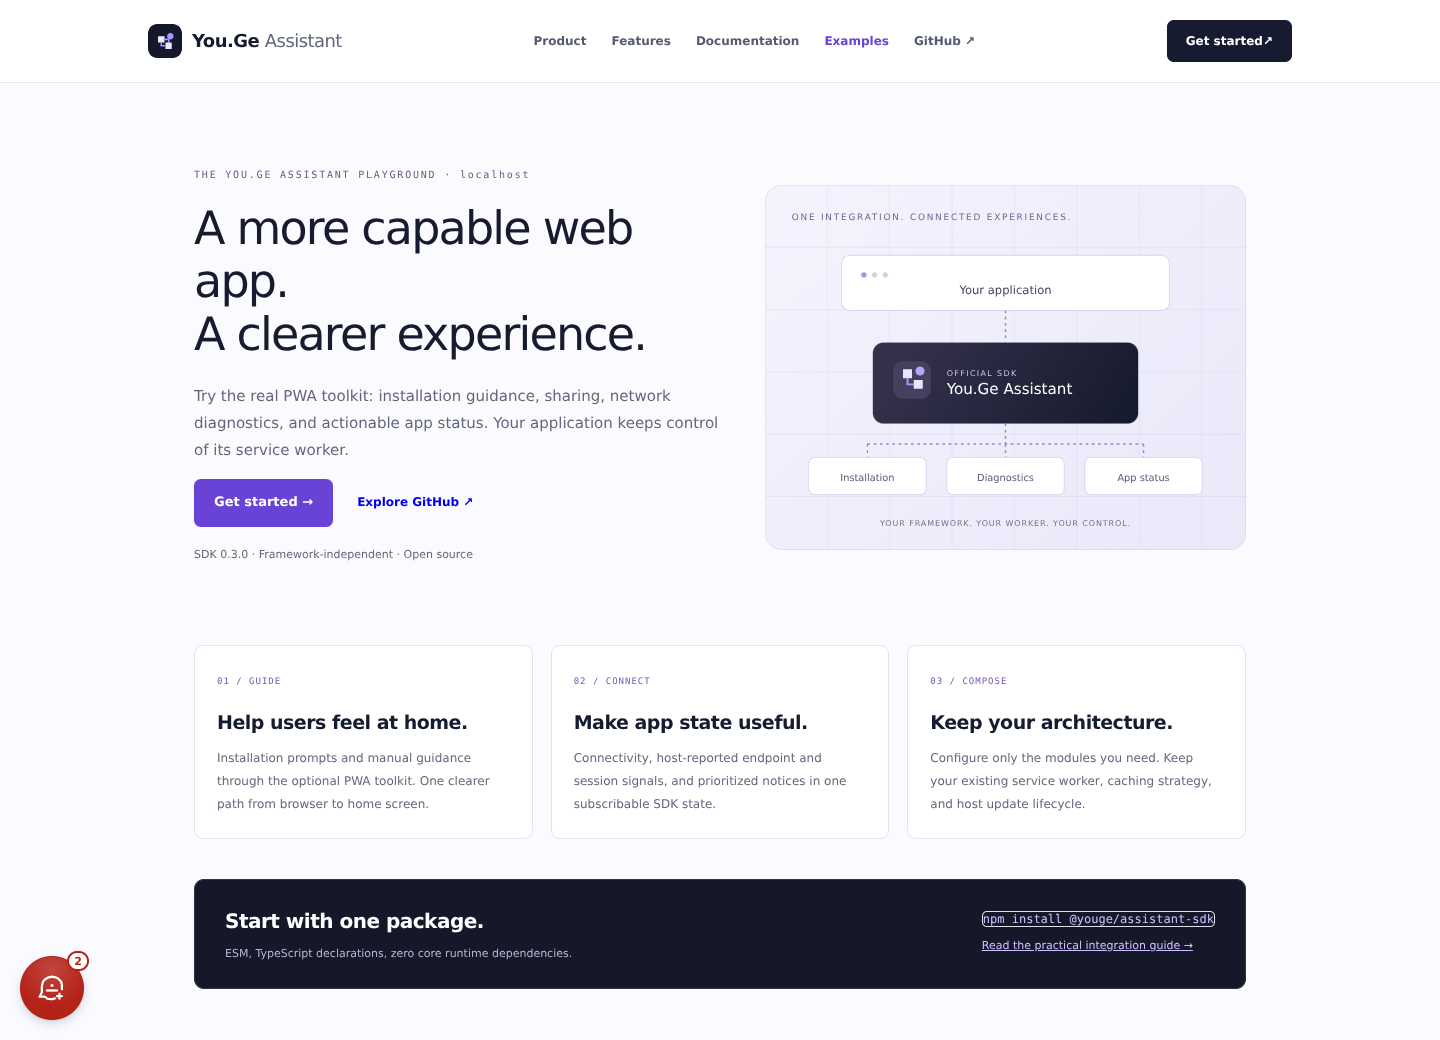 You.Ge Assistant
Product
Features
Documentation
Examples
GitHub ↗
Get started↗
THE YOU.GE ASSISTANT PLAYGROUND · localhost
A more capable web
app.
A clearer experience.
Try the real PWA toolkit: installation guidance, sharing, network
diagnostics, and actionable app status. Your application keeps control
of its service worker.
Get started →
Explore GitHub ↗
SDK 0.3.0 · Framework-independent · Open source
ONE INTEGRATION. CONNECTED EXPERIENCES.
Your application
OFFICIAL SDK
You.Ge Assistant
Installation
Diagnostics
App status
YOUR FRAMEWORK. YOUR WORKER. YOUR CONTROL.
01 / GUIDE
Help users feel at home.
Installation prompts and manual guidance
through the optional PWA toolkit. One clearer
path from browser to home screen.
02 / CONNECT
Make app state useful.
Connectivity, host-reported endpoint and
session signals, and prioritized notices in one
subscribable SDK state.
03 / COMPOSE
Keep your architecture.
Configure only the modules you need. Keep
your existing service worker, caching strategy,
and host update lifecycle.
Start with one package.
ESM, TypeScript declarations, zero core runtime dependencies.
npm install @youge/assistant-sdk
Read the practical integration guide →
2